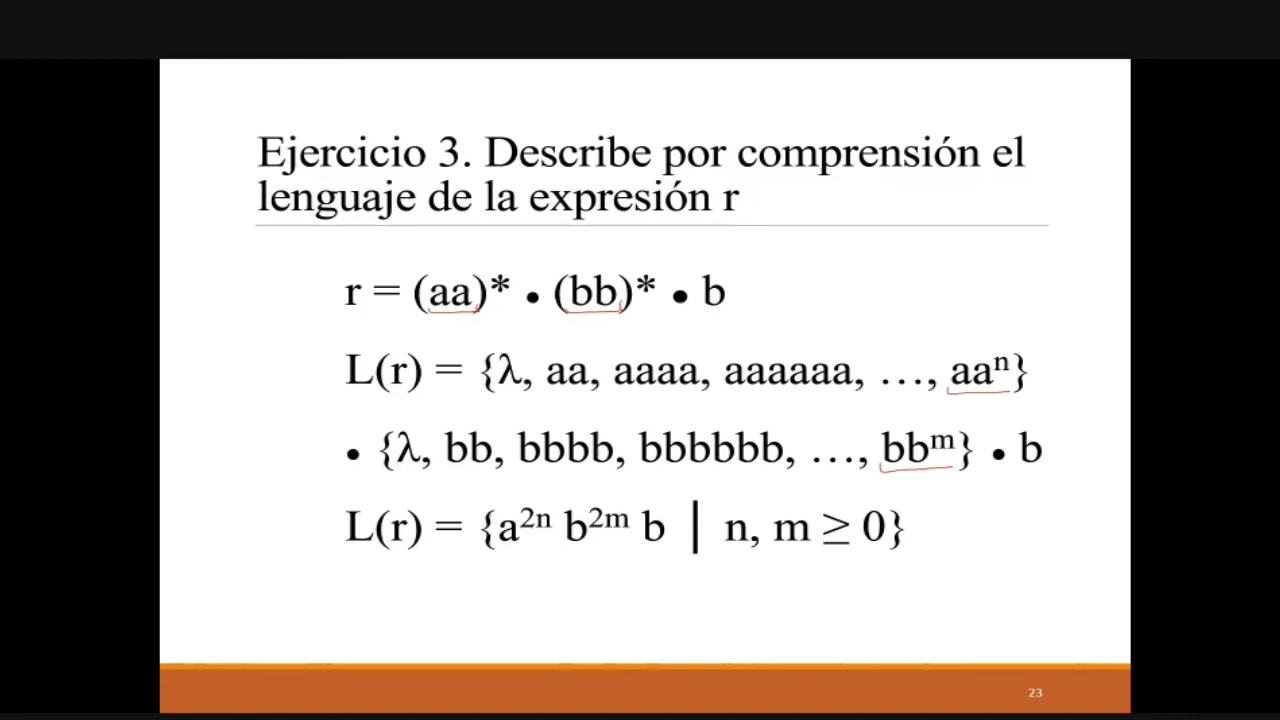 Ejercicio 3. Describe por comprensión el
lenguaje de la expresión r
r = (aa)* • (bb)* • b
L(r) = {λ, aa, aaaa, aaaaaa, …, aaⁿ}
• {λ, bb, bbbb, bbbbbb, …, bbᵐ} • b
L(r) = {a²ⁿ b²ᵐ b | n, m ≥ 0}
23